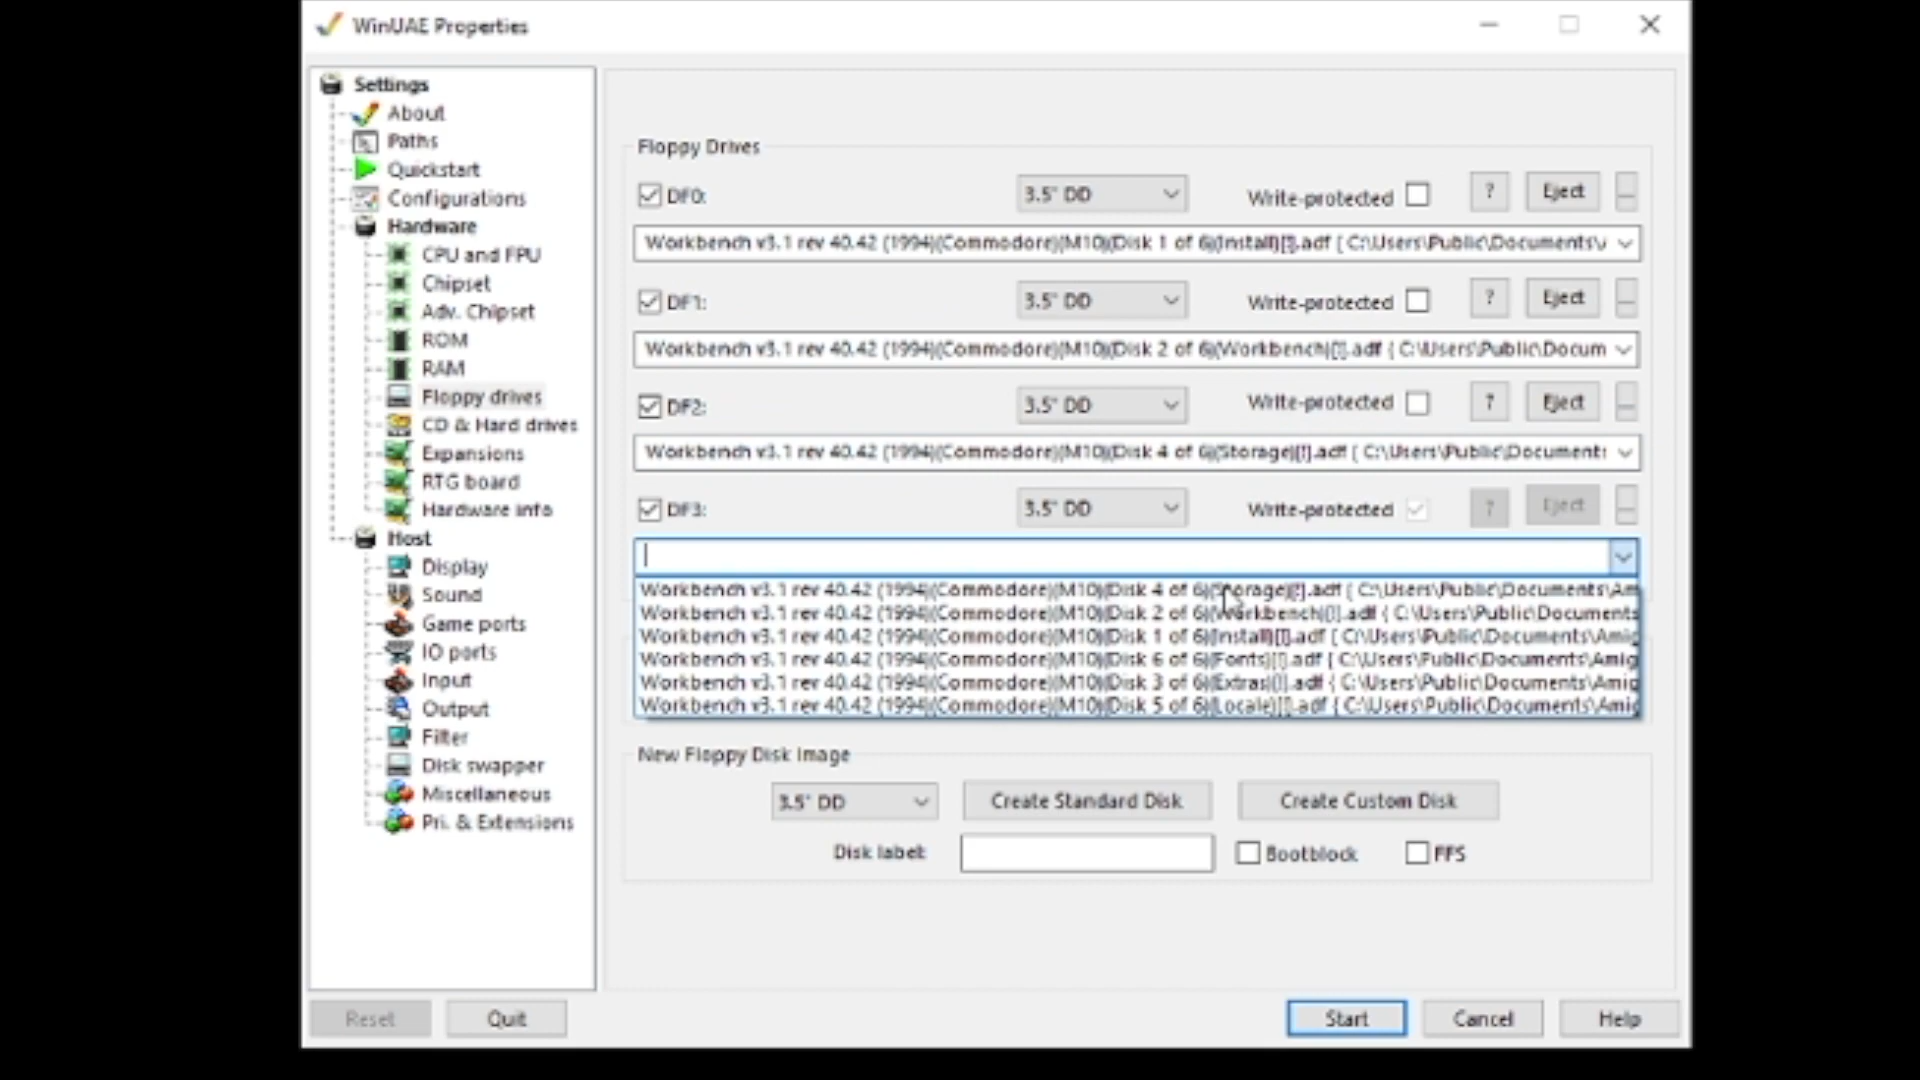 WinUAE Properties
Settings
About
Paths
Quickstart
Configurations
Hardware
CPU and FPU
Chipset
Adv. Chipset
ROM
RAM
Floppy drives
CD & Hard drives
Expansions
RTG board
Hardware info
Host
Display
Sound
Game ports
IO ports
Input
Output
Filter
Disk swapper
Miscellaneous
Pri. & Extensions
Floppy Drives
DF0: 3.5" DD Write-protected ? Eject ...
Workbench v3.1 rev 40.42 (1994)(Commodore)(M10)(Disk 1 of 6)(Install)[!].adf { C:\Users\Public\Documents\
DF1: 3.5" DD Write-protected ? Eject ...
Workbench v3.1 rev 40.42 (1994)(Commodore)(M10)(Disk 2 of 6)(Workbench)[!].adf { C:\Users\Public\Docum
DF2: 3.5" DD Write-protected ? Eject ...
Workbench v3.1 rev 40.42 (1994)(Commodore)(M10)(Disk 4 of 6)(Storage)[!].adf { C:\Users\Public\Documents
DF3: 3.5" DD Write-protected ? Eject ...
Workbench v3.1 rev 40.42 (1994)(Commodore)(M10)(Disk 4 of 6)(Storage)[!].adf { C:\Users\Public\Documents\Am
Workbench v3.1 rev 40.42 (1994)(Commodore)(M10)(Disk 2 of 6)(Workbench)[!].adf { C:\Users\Public\Documents
Workbench v3.1 rev 40.42 (1994)(Commodore)(M10)(Disk 1 of 6)(Install)[!].adf { C:\Users\Public\Documents\Amig
Workbench v3.1 rev 40.42 (1994)(Commodore)(M10)(Disk 6 of 6)(Fonts)[!].adf { C:\Users\Public\Documents\Amig
Workbench v3.1 rev 40.42 (1994)(Commodore)(M10)(Disk 3 of 6)(Extras)[!].adf { C:\Users\Public\Documents\Amig
Workbench v3.1 rev 40.42 (1994)(Commodore)(M10)(Disk 5 of 6)(Locale)[!].adf { C:\Users\Public\Documents\Amig
New Floppy Disk Image
3.5" DD Create Standard Disk Create Custom Disk
Disk label: Bootblock FFS
Reset Quit Start Cancel Help